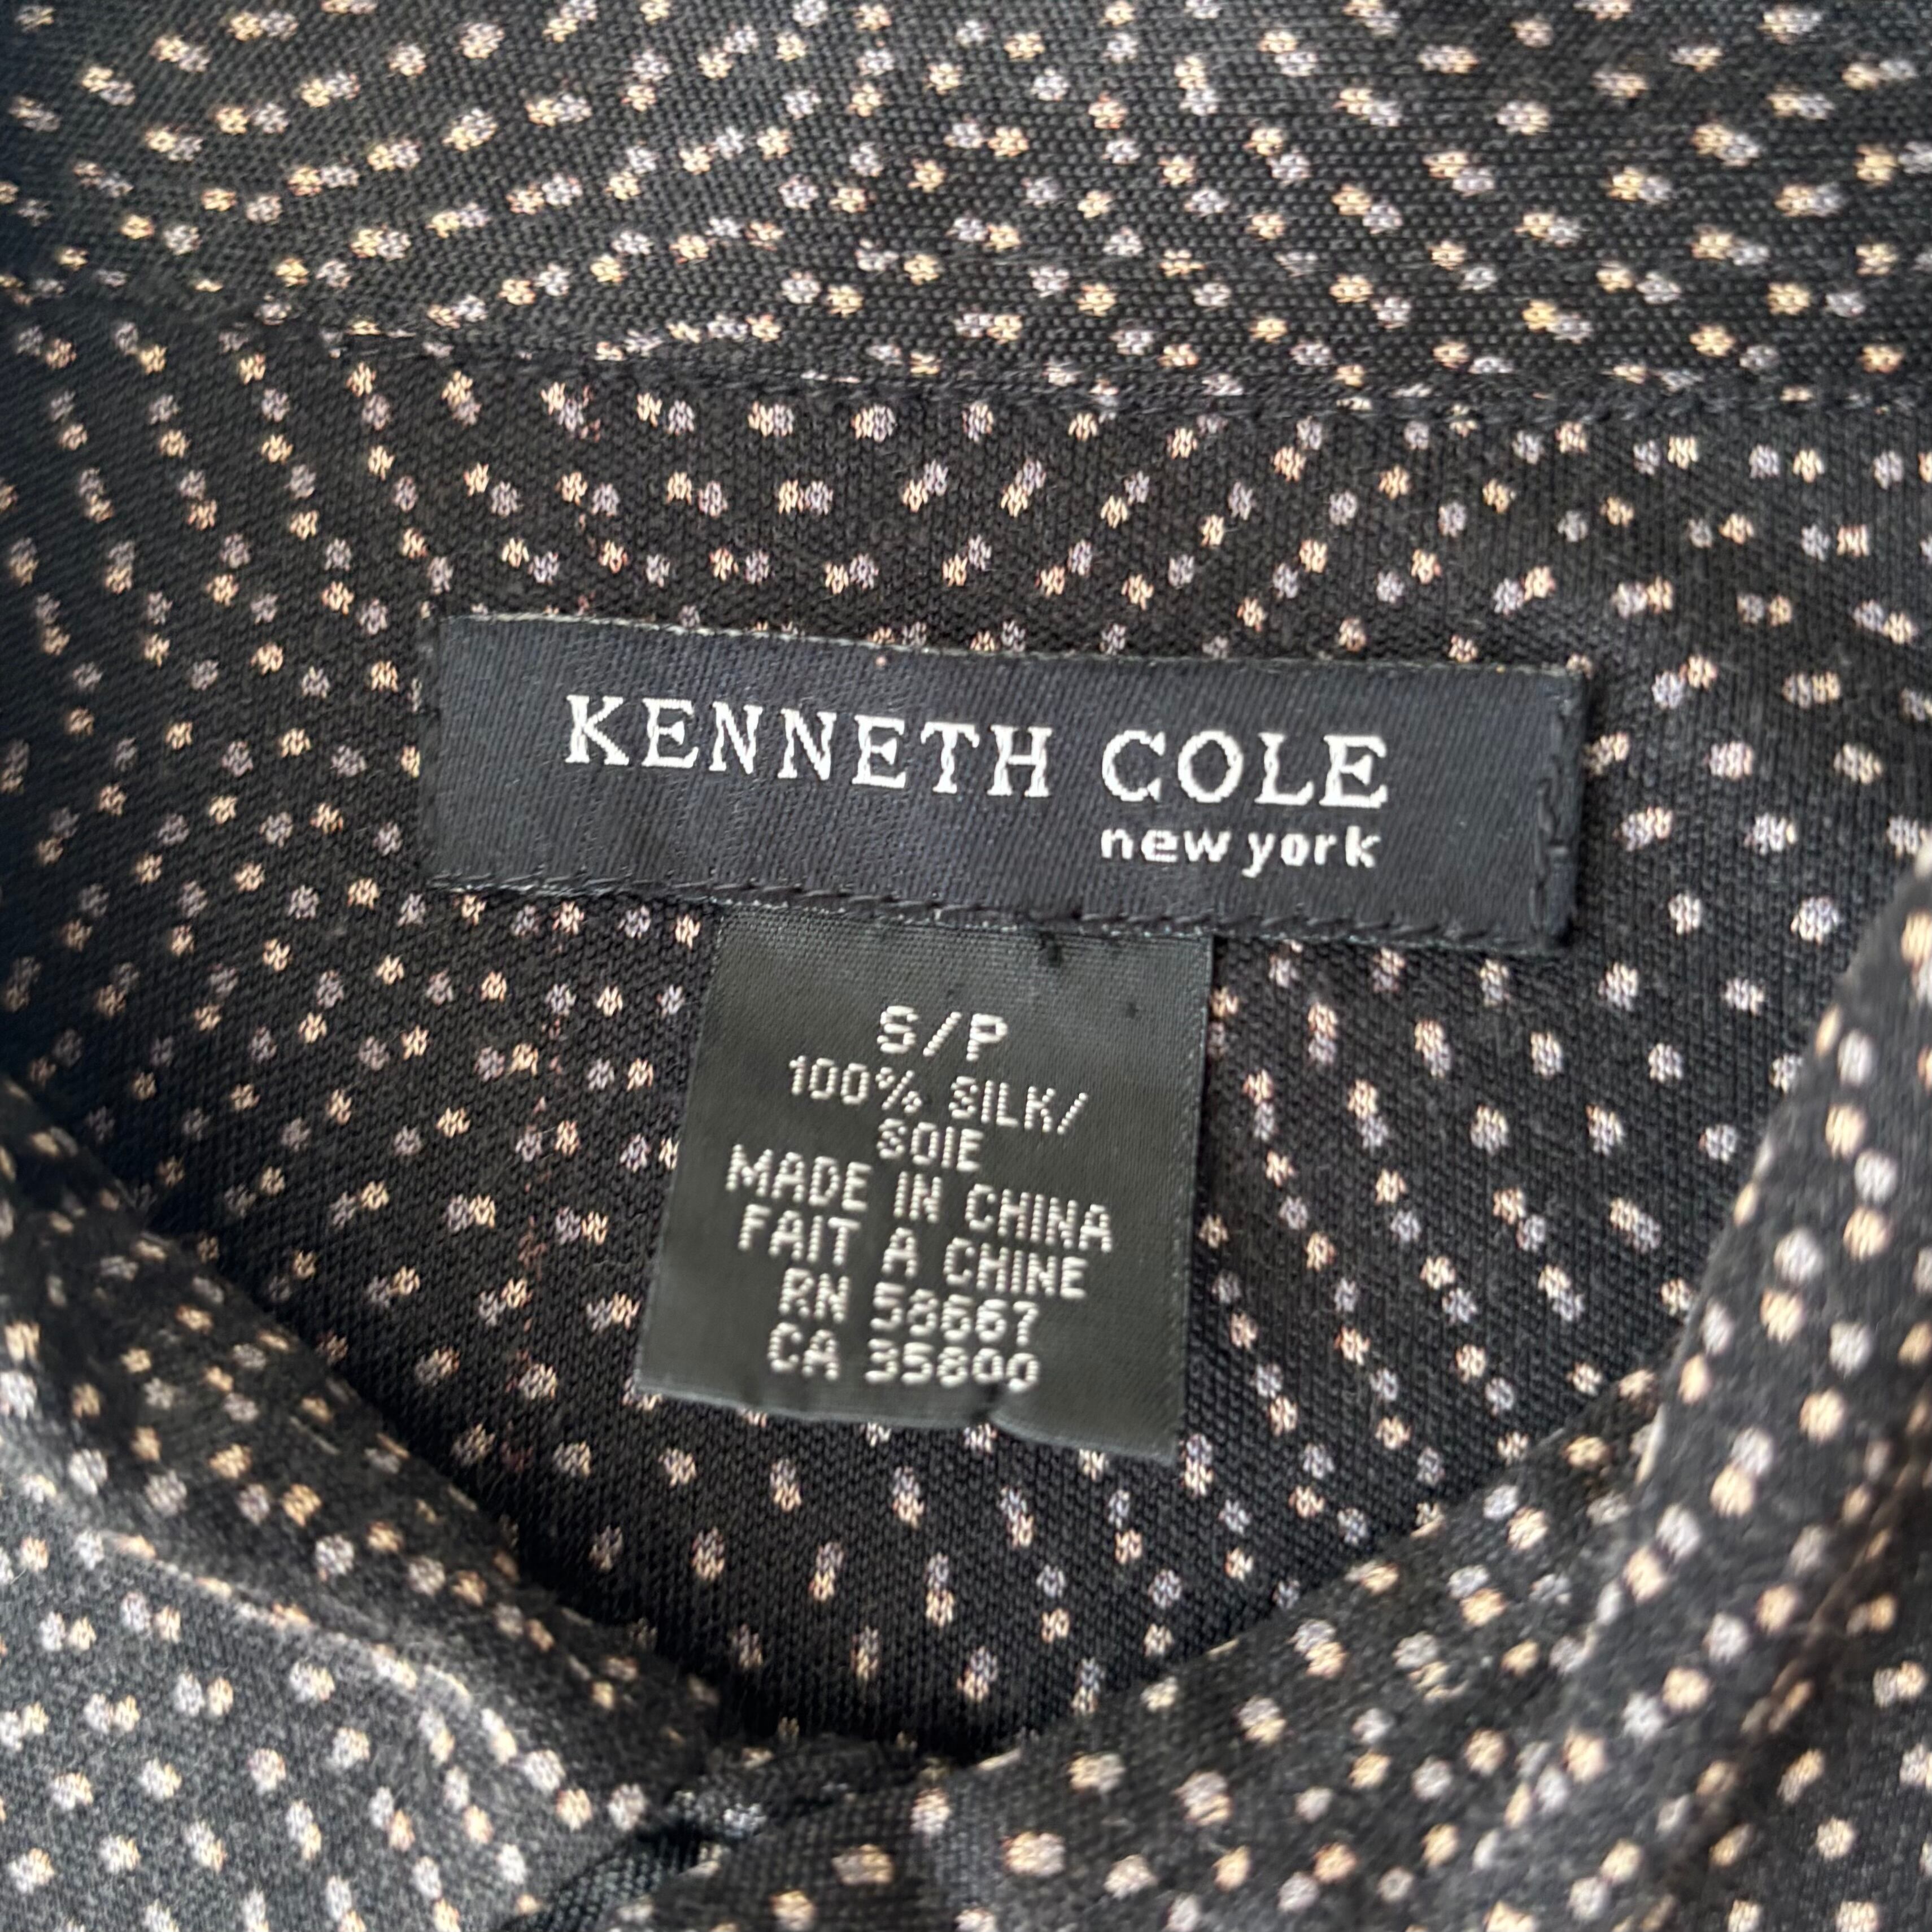 KENNETH COLE
new york
S/P
100% SILK/
SOIE
MADE IN CHINA
FAIT A CHINE
RN 58667
CA 35800